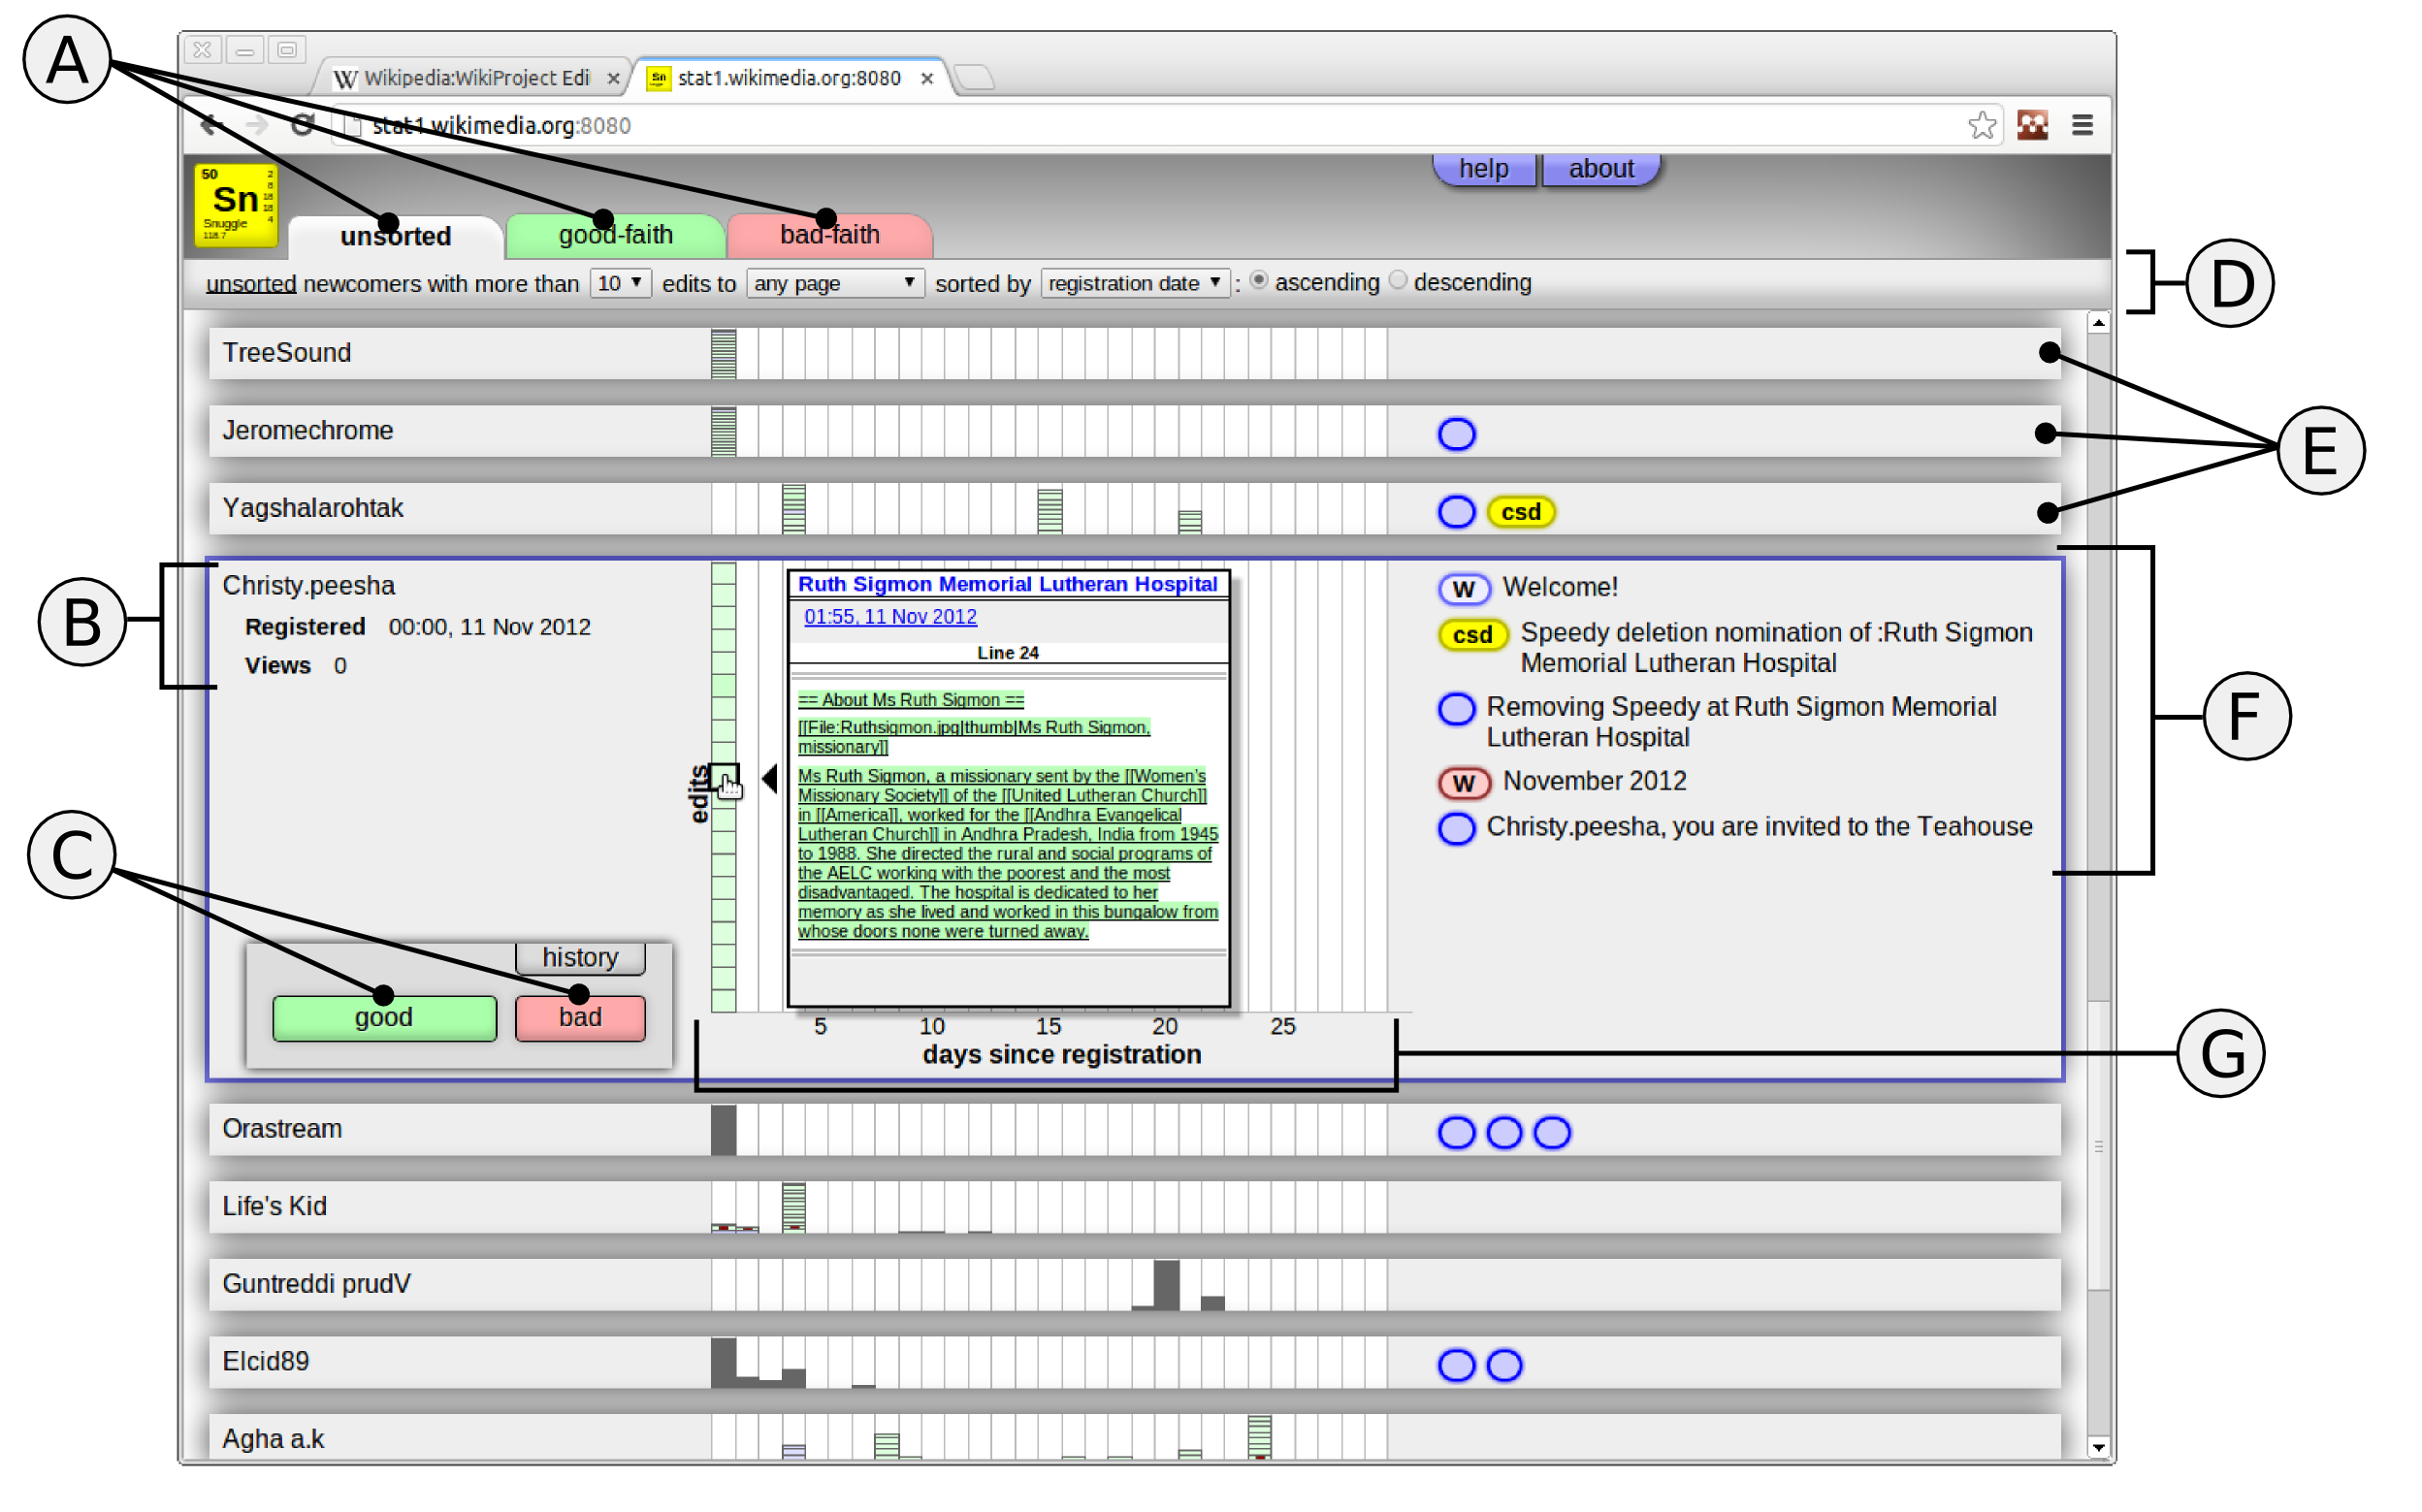 A
Wikipedia:WikiProject Edi
stat1.wikimedia.org:8080
stat1.wikimedia.org:8080
help
about
50
2
8
18
18
4
Sn
Snuggle
118.7
unsorted
good-faith
bad-faith
unsorted newcomers with more than 10 edits to any page sorted by registration date : ascending descending
D
TreeSound
Jeromechrome
E
Yagshalarohtak
csd
B
Christy.peesha
Registered 00:00, 11 Nov 2012
Views 0
edits
Ruth Sigmon Memorial Lutheran Hospital
01:55, 11 Nov 2012
Line 24
== About Ms Ruth Sigmon ==
[[File:Ruthsigmon.jpg|thumb|Ms Ruth Sigmon,
missionary]]
Ms Ruth Sigmon, a missionary sent by the [[Women's
Missionary Society]] of the [[United Lutheran Church]]
in [[America]], worked for the [[Andhra Evangelical
Lutheran Church]] in Andhra Pradesh, India from 1945
to 1988. She directed the rural and social programs of
the AELC working with the poorest and the most
disadvantaged. The hospital is dedicated to her
memory as she lived and worked in this bungalow from
whose doors none were turned away.
W Welcome!
csd Speedy deletion nomination of :Ruth Sigmon
Memorial Lutheran Hospital
Removing Speedy at Ruth Sigmon Memorial
Lutheran Hospital
W November 2012
Christy.peesha, you are invited to the Teahouse
F
C
history
good
bad
5 10 15 20 25
days since registration
G
Orastream
Life's Kid
Guntreddi prudV
Elcid89
Agha a.k